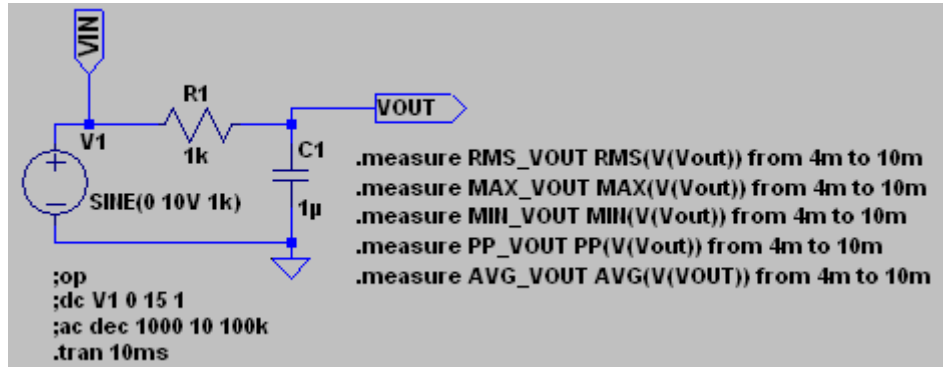 VIN
R1
1k
V1
SINE(0 10V 1k)
C1
1µ
VOUT
.measure RMS_VOUT RMS(V(Vout)) from 4m to 10m
.measure MAX_VOUT MAX(V(Vout)) from 4m to 10m
.measure MIN_VOUT MIN(V(Vout)) from 4m to 10m
.measure PP_VOUT PP(V(Vout)) from 4m to 10m
.measure AVG_VOUT AVG(V(VOUT)) from 4m to 10m
;op
;dc V1 0 15 1
;ac dec 1000 10 100k
.tran 10ms